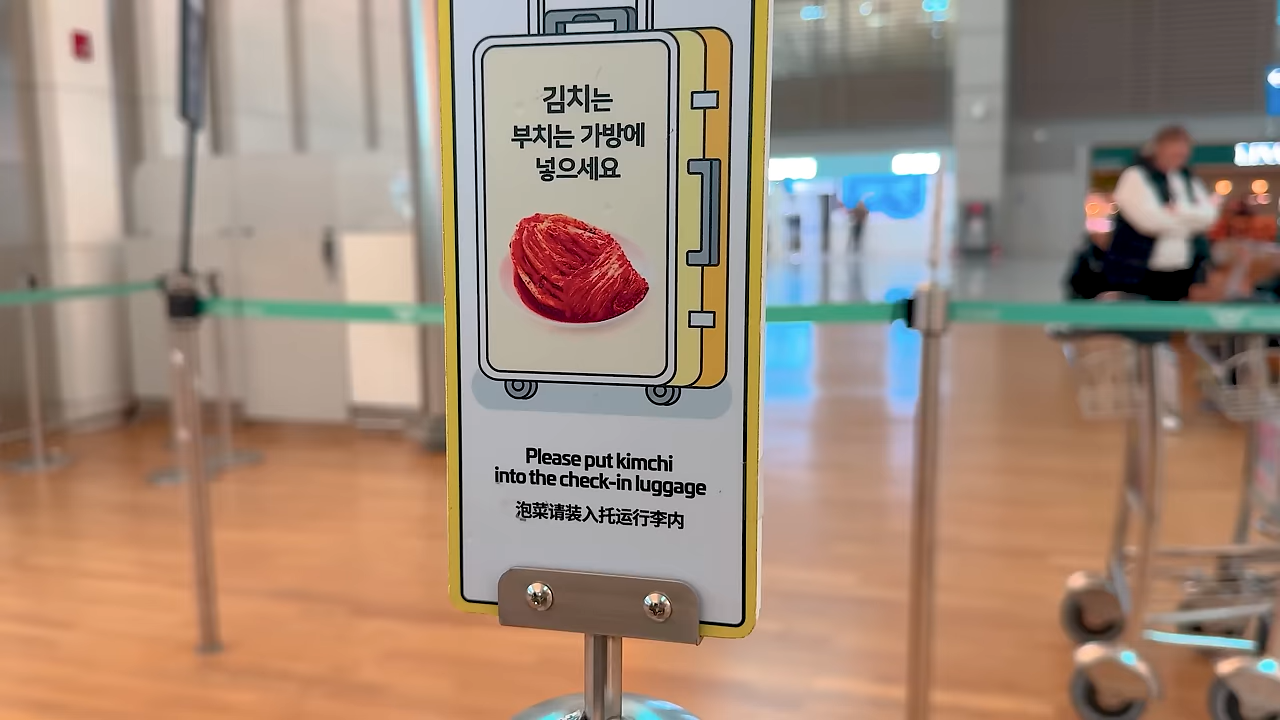 김치는
부치는 가방에
넣으세요
Please put kimchi
into the check-in luggage
泡菜请装入托运行李内